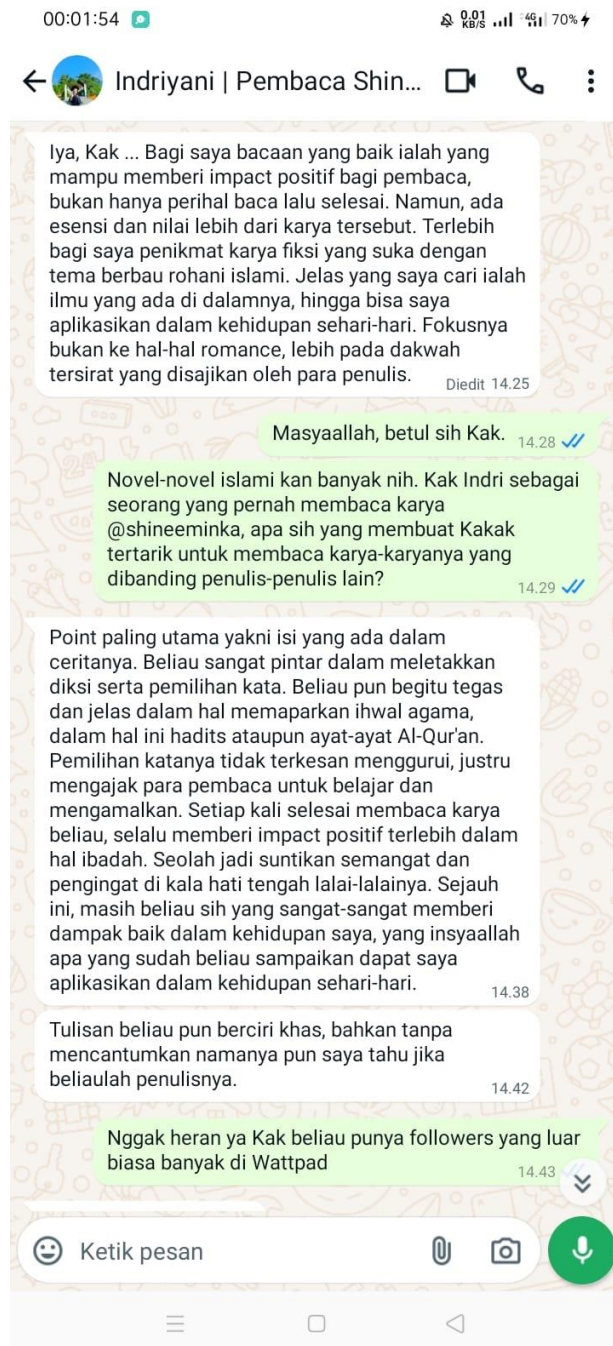 00:01:54
0.01 KB/S 4G 70%
Indriyani | Pembaca Shin...
Iya, Kak ... Bagi saya bacaan yang baik ialah yang
mampu memberi impact positif bagi pembaca,
bukan hanya perihal baca lalu selesai. Namun, ada
esensi dan nilai lebih dari karya tersebut. Terlebih
bagi saya penikmat karya fiksi yang suka dengan
tema berbau rohani islami. Jelas yang saya cari ialah
ilmu yang ada di dalamnya, hingga bisa saya
aplikasikan dalam kehidupan sehari-hari. Fokusnya
bukan ke hal-hal romance, lebih pada dakwah
tersirat yang disajikan oleh para penulis.
Diedit 14.25
Masyaallah, betul sih Kak.
14.28
Novel-novel islami kan banyak nih. Kak Indri sebagai
seorang yang pernah membaca karya
@shineeminka, apa sih yang membuat Kakak
tertarik untuk membaca karya-karyanya yang
dibanding penulis-penulis lain?
14.29
Point paling utama yakni isi yang ada dalam
ceritanya. Beliau sangat pintar dalam meletakkan
diksi serta pemilihan kata. Beliau pun begitu tegas
dan jelas dalam hal memaparkan ihwal agama,
dalam hal ini hadits ataupun ayat-ayat Al-Qur'an.
Pemilihan katanya tidak terkesan menggurui, justru
mengajak para pembaca untuk belajar dan
mengamalkan. Setiap kali selesai membaca karya
beliau, selalu memberi impact positif terlebih dalam
hal ibadah. Seolah jadi suntikan semangat dan
pengingat di kala hati tengah lalai-lalainya. Sejauh
ini, masih beliau sih yang sangat-sangat memberi
dampak baik dalam kehidupan saya, yang insyaallah
apa yang sudah beliau sampaikan dapat saya
aplikasikan dalam kehidupan sehari-hari.
14.38
Tulisan beliau pun berciri khas, bahkan tanpa
mencantumkan namanya pun saya tahu jika
beliaulah penulisnya.
14.42
Nggak heran ya Kak beliau punya followers yang luar
biasa banyak di Wattpad
14.43
Ketik pesan